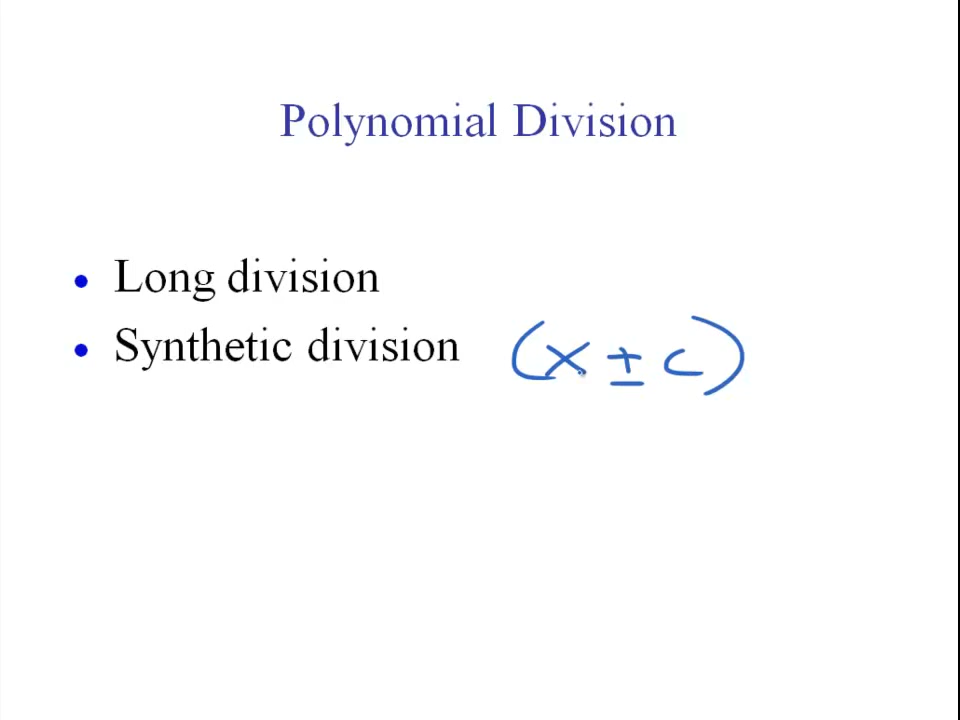 Polynomial Division
• Long division
• Synthetic division (x ± c)